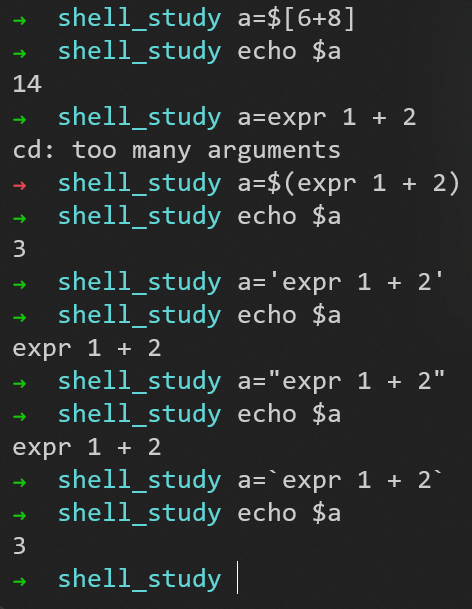 → shell_study a=$[6+8]
→ shell_study echo $a
14
→ shell_study a=expr 1 + 2
cd: too many arguments
→ shell_study a=$(expr 1 + 2)
→ shell_study echo $a
3
→ shell_study a='expr 1 + 2'
→ shell_study echo $a
expr 1 + 2
→ shell_study a="expr 1 + 2"
→ shell_study echo $a
expr 1 + 2
→ shell_study a=`expr 1 + 2`
→ shell_study echo $a
3
→ shell_study